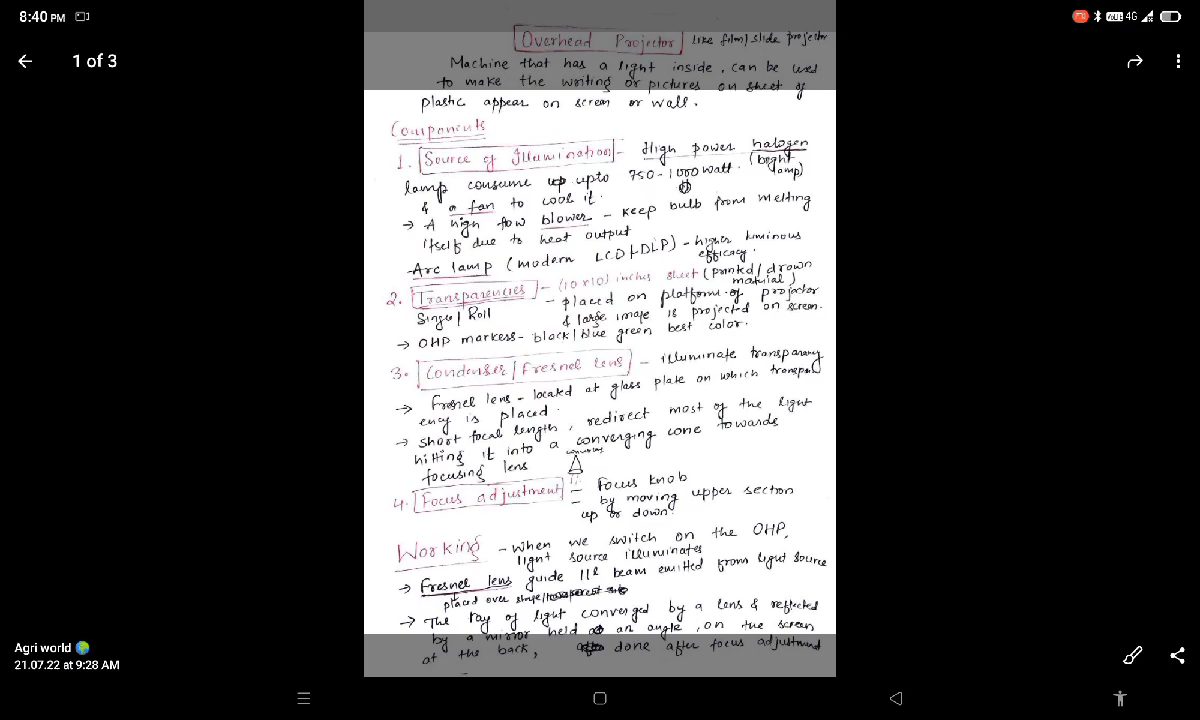 8:40 PM
VoLTE 4G
1 of 3
Overhead Projector like film/slide projector
Machine that has a light inside, can be used
to make the writing or pictures on sheet of
plastic appear on screen or wall.
Components
1. Source of Illumination - High power halogen
(bright lamp)
lamp consume up upto 750-1000 watt.
& a fan to cool it.
→ A high flow blower - keep bulb from melting
itself due to heat output
Arc lamp (modern LCD+DLP) - higher luminous
efficacy.
2. Transparencies - (10x10) inches sheet (printed/drawn
material)
Single/Roll - placed on platform of projector
& large image is projected on screen.
→ OHP markess - black/blue green best color.
3. Condenser/Fresnel lens - illuminate transparency
→ Fresnel lens - located at glass plate on which transpar
ency is placed.
→ short focal length, redirect most of the light
hitting it into a converging cone towards
focusing lens
4. Focus adjustment - Focus knob
- by moving upper section
up or down.
Working - When we switch on the OHP,
light source illuminates
→ Fresnel lens guide 11l beam emitted from light source
placed over
→ The ray of light converged by a lens & reflected
by a mirror held at an angle, on the screen
at the back, done after focus adjustment
Agri world
21.07.22 at 9:28 AM